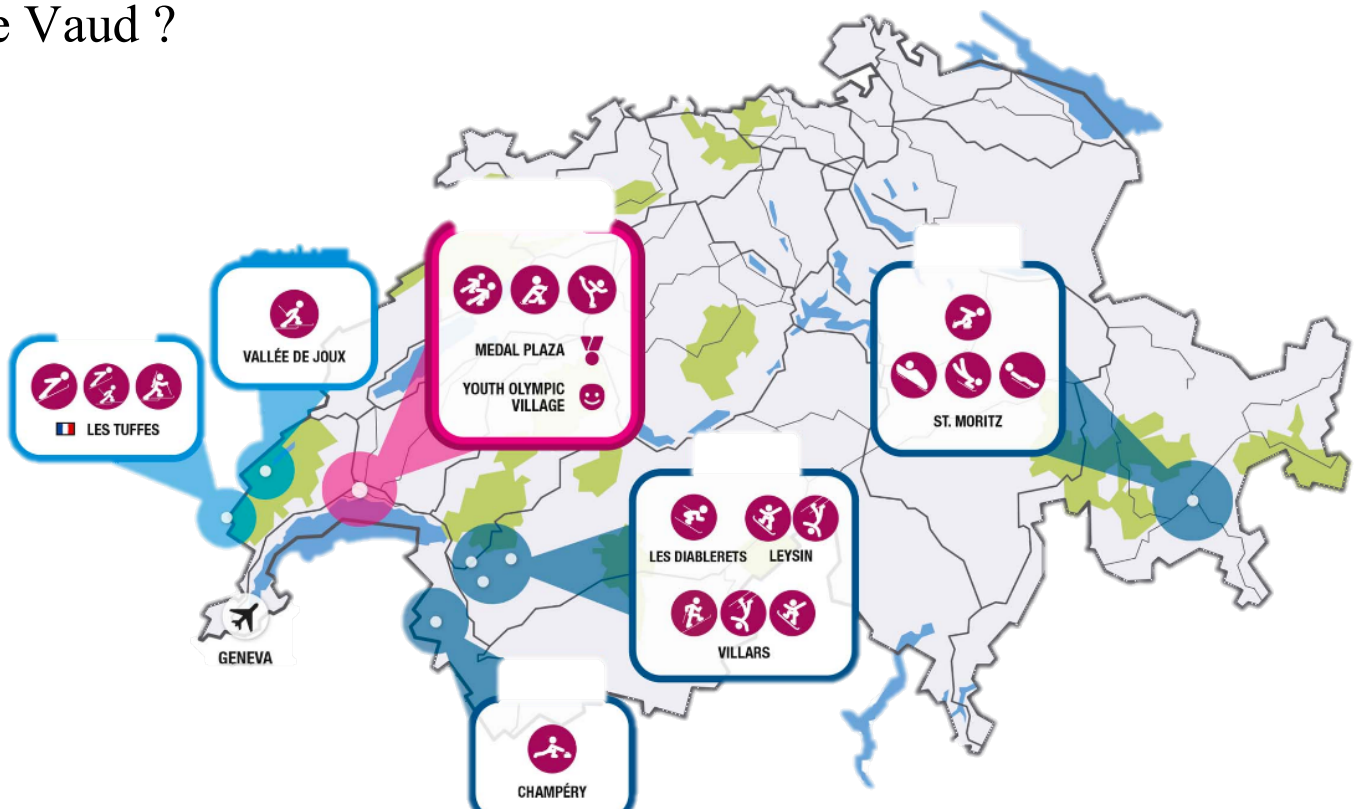 e Vaud ?
VALLÉE DE JOUX
LES TUFFES
MEDAL PLAZA
YOUTH OLYMPIC
VILLAGE
ST. MORITZ
LES DIABLERETS
LEYSIN
VILLARS
GENEVA
CHAMPÉRY